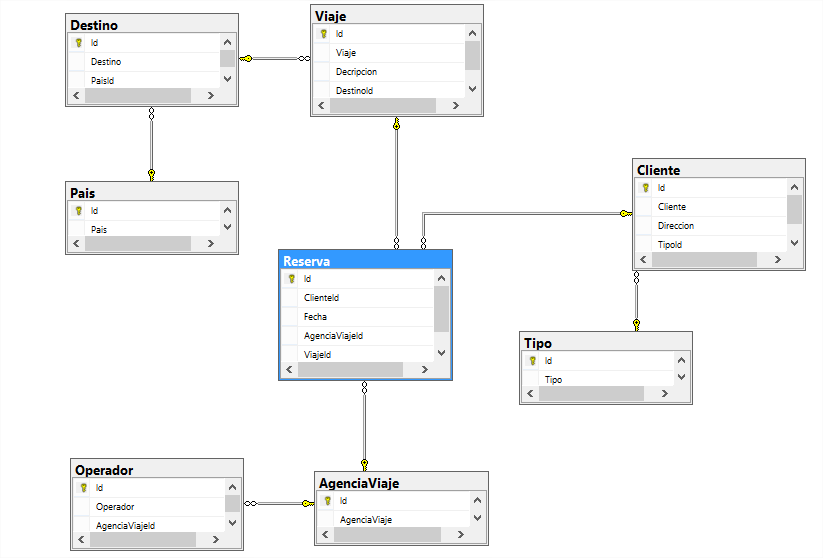 Destino
Id
Destino
PaisId
Viaje
Id
Viaje
Decripcion
DestinoId
Pais
Id
Pais
Cliente
Id
Cliente
Direccion
TipoId
Reserva
Id
ClienteId
Fecha
AgenciaViajeId
ViajeId
Tipo
Id
Tipo
Operador
Id
Operador
AgenciaViajeId
AgenciaViaje
Id
AgenciaViaje